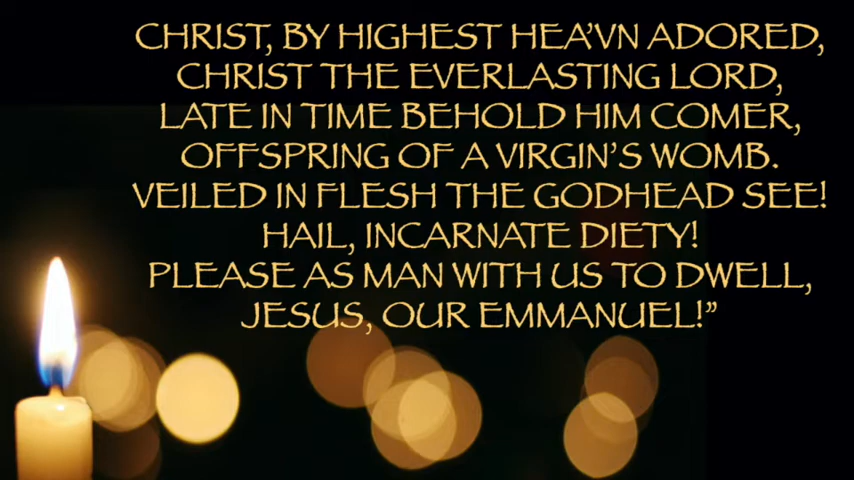 CHRIST, BY HIGHEST HEA'VN ADORED,
CHRIST THE EVERLASTING LORD,
LATE IN TIME BEHOLD HIM COMER,
OFFSPRING OF A VIRGIN'S WOMB.
VEILED IN FLESH THE GODHEAD SEE!
HAIL, INCARNATE DIETY!
PLEASE AS MAN WITH US TO DWELL,
JESUS, OUR EMMANUEL!”